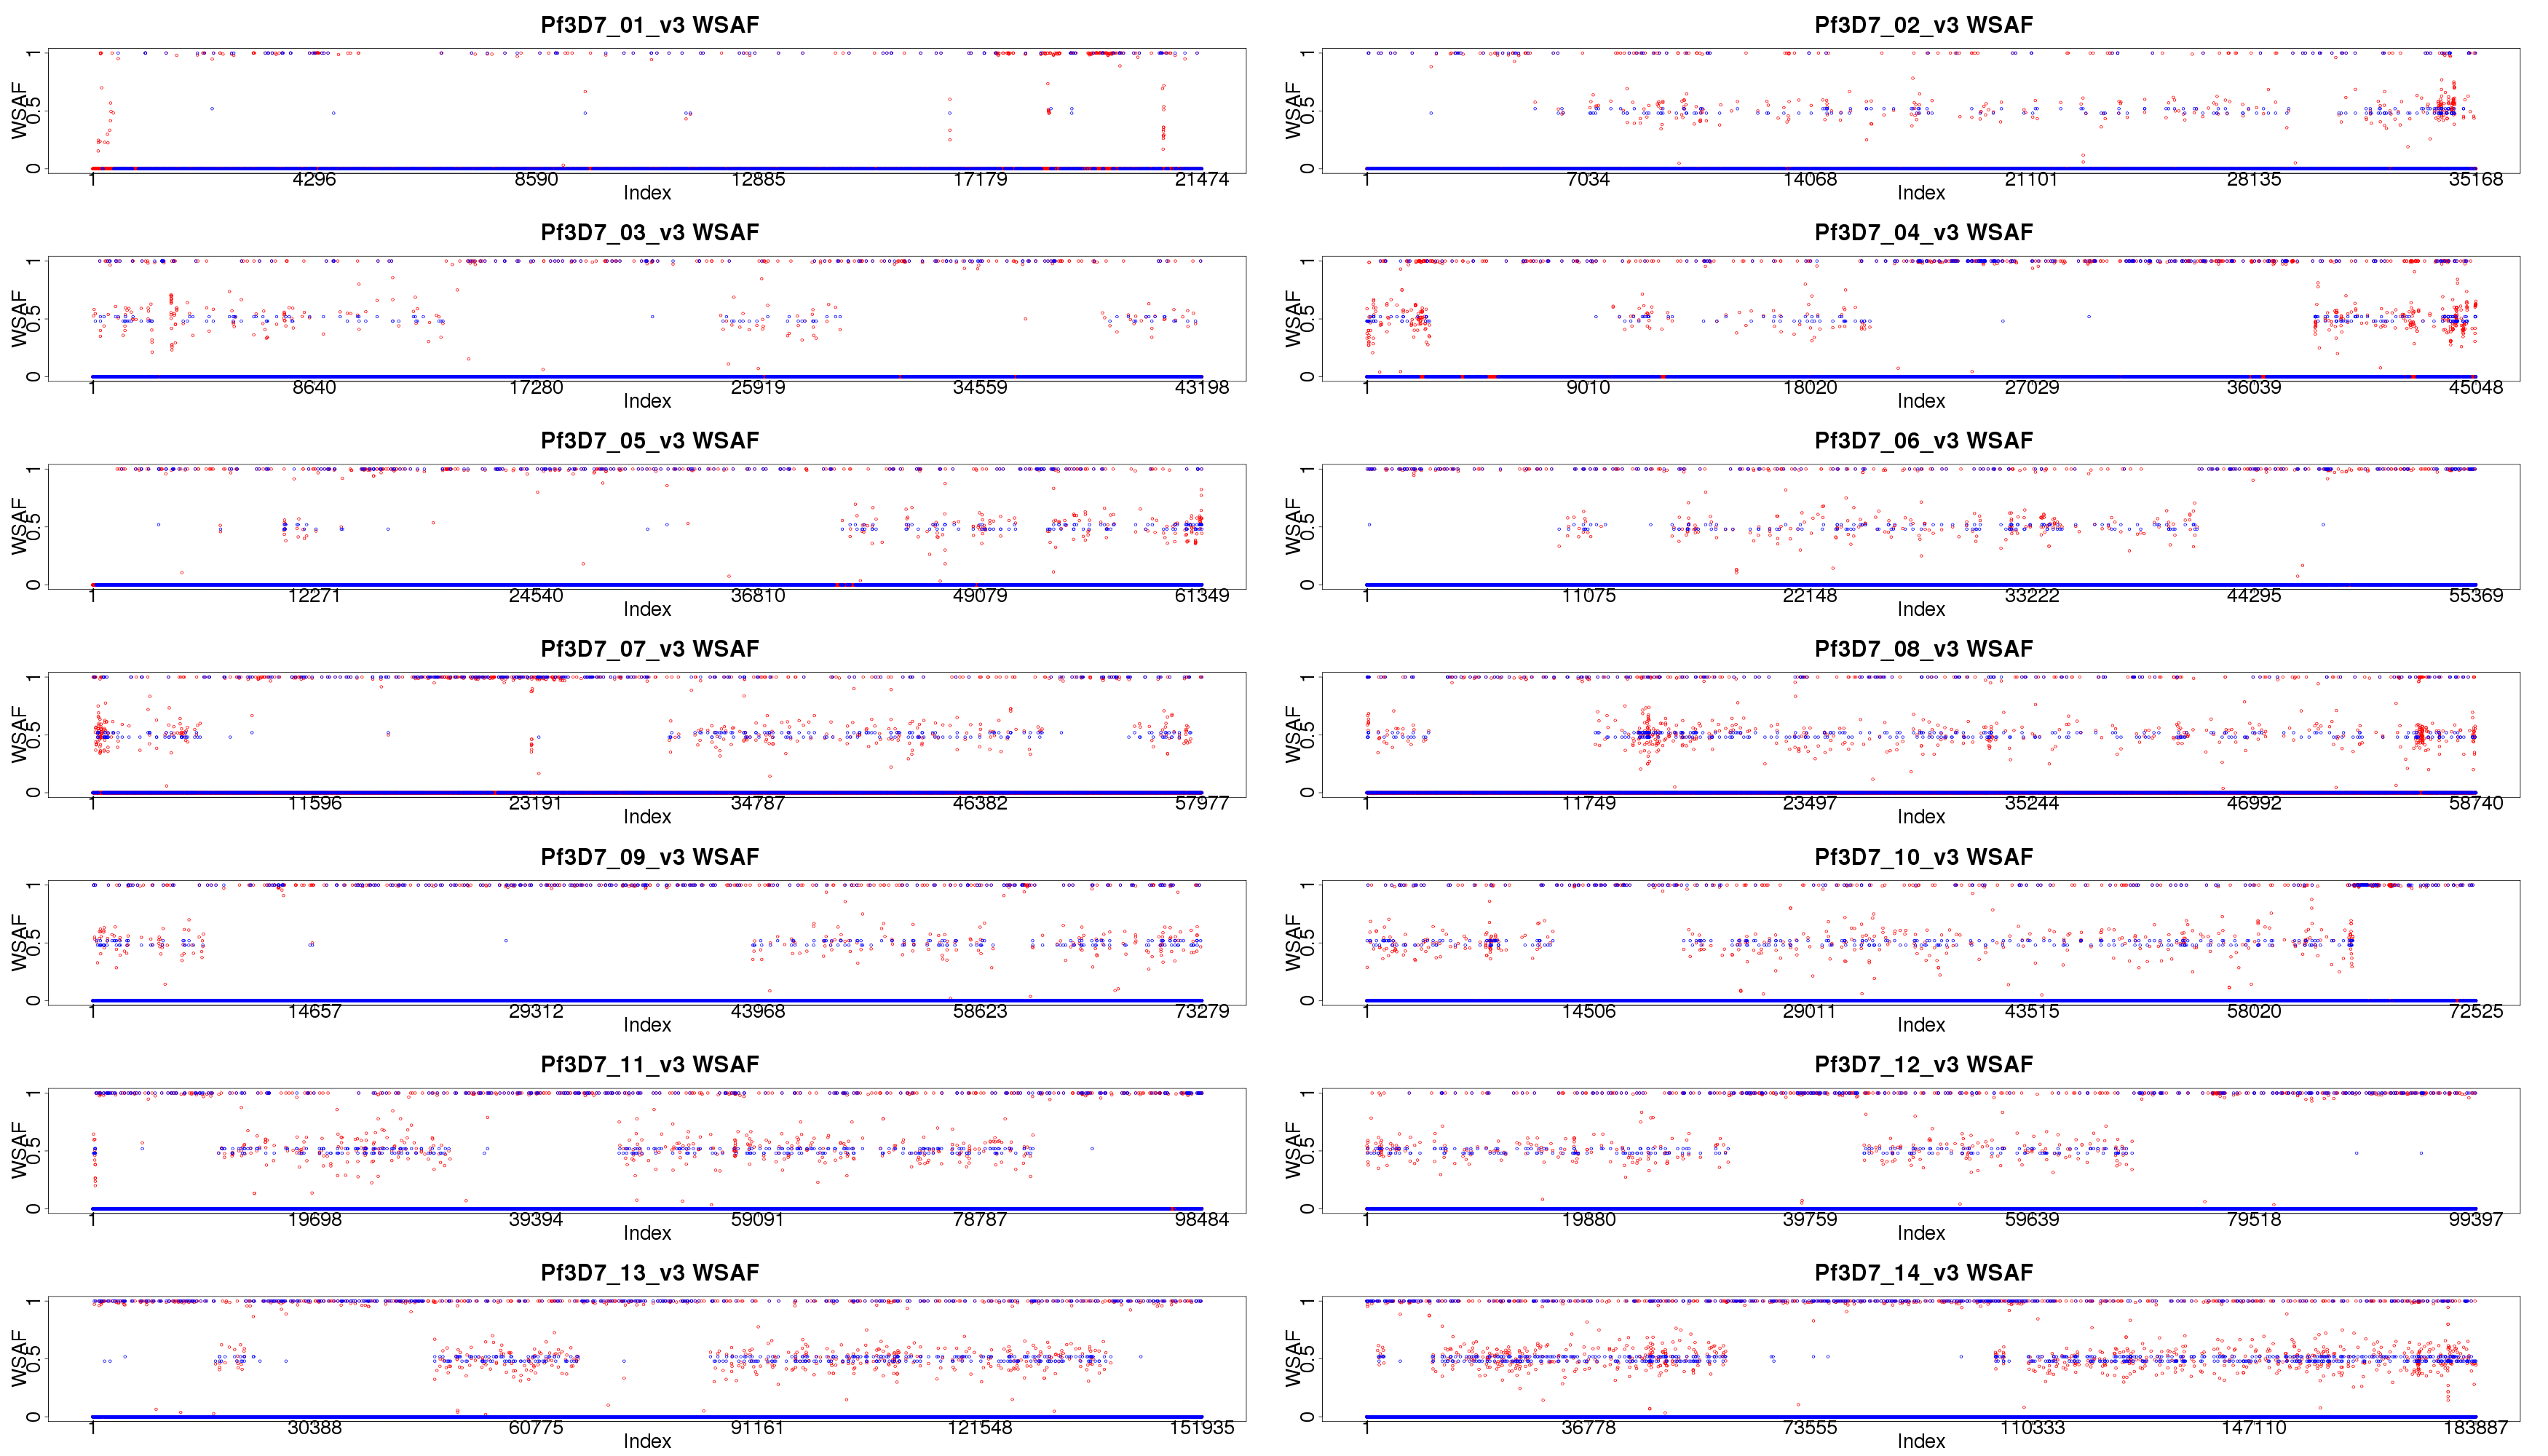 Pf3D7_01_v3 WSAF
WSAF
0 0.5 1
1 4296 8590 12885 17179 21474
Index
Pf3D7_02_v3 WSAF
WSAF
0 0.5 1
1 7034 14068 21101 28135 35168
Index
Pf3D7_03_v3 WSAF
WSAF
0 0.5 1
1 8640 17280 25919 34559 43198
Index
Pf3D7_04_v3 WSAF
WSAF
0 0.5 1
1 9010 18020 27029 36039 45048
Index
Pf3D7_05_v3 WSAF
WSAF
0 0.5 1
1 12271 24540 36810 49079 61349
Index
Pf3D7_06_v3 WSAF
WSAF
0 0.5 1
1 11075 22148 33222 44295 55369
Index
Pf3D7_07_v3 WSAF
WSAF
0 0.5 1
1 11596 23191 34787 46382 57977
Index
Pf3D7_08_v3 WSAF
WSAF
0 0.5 1
1 11749 23497 35244 46992 58740
Index
Pf3D7_09_v3 WSAF
WSAF
0 0.5 1
1 14657 29312 43968 58623 73279
Index
Pf3D7_10_v3 WSAF
WSAF
0 0.5 1
1 14506 29011 43515 58020 72525
Index
Pf3D7_11_v3 WSAF
WSAF
0 0.5 1
1 19698 39394 59091 78787 98484
Index
Pf3D7_12_v3 WSAF
WSAF
0 0.5 1
1 19880 39759 59639 79518 99397
Index
Pf3D7_13_v3 WSAF
WSAF
0 0.5 1
1 30388 60775 91161 121548 151935
Index
Pf3D7_14_v3 WSAF
WSAF
0 0.5 1
1 36778 73555 110333 147110 183887
Index